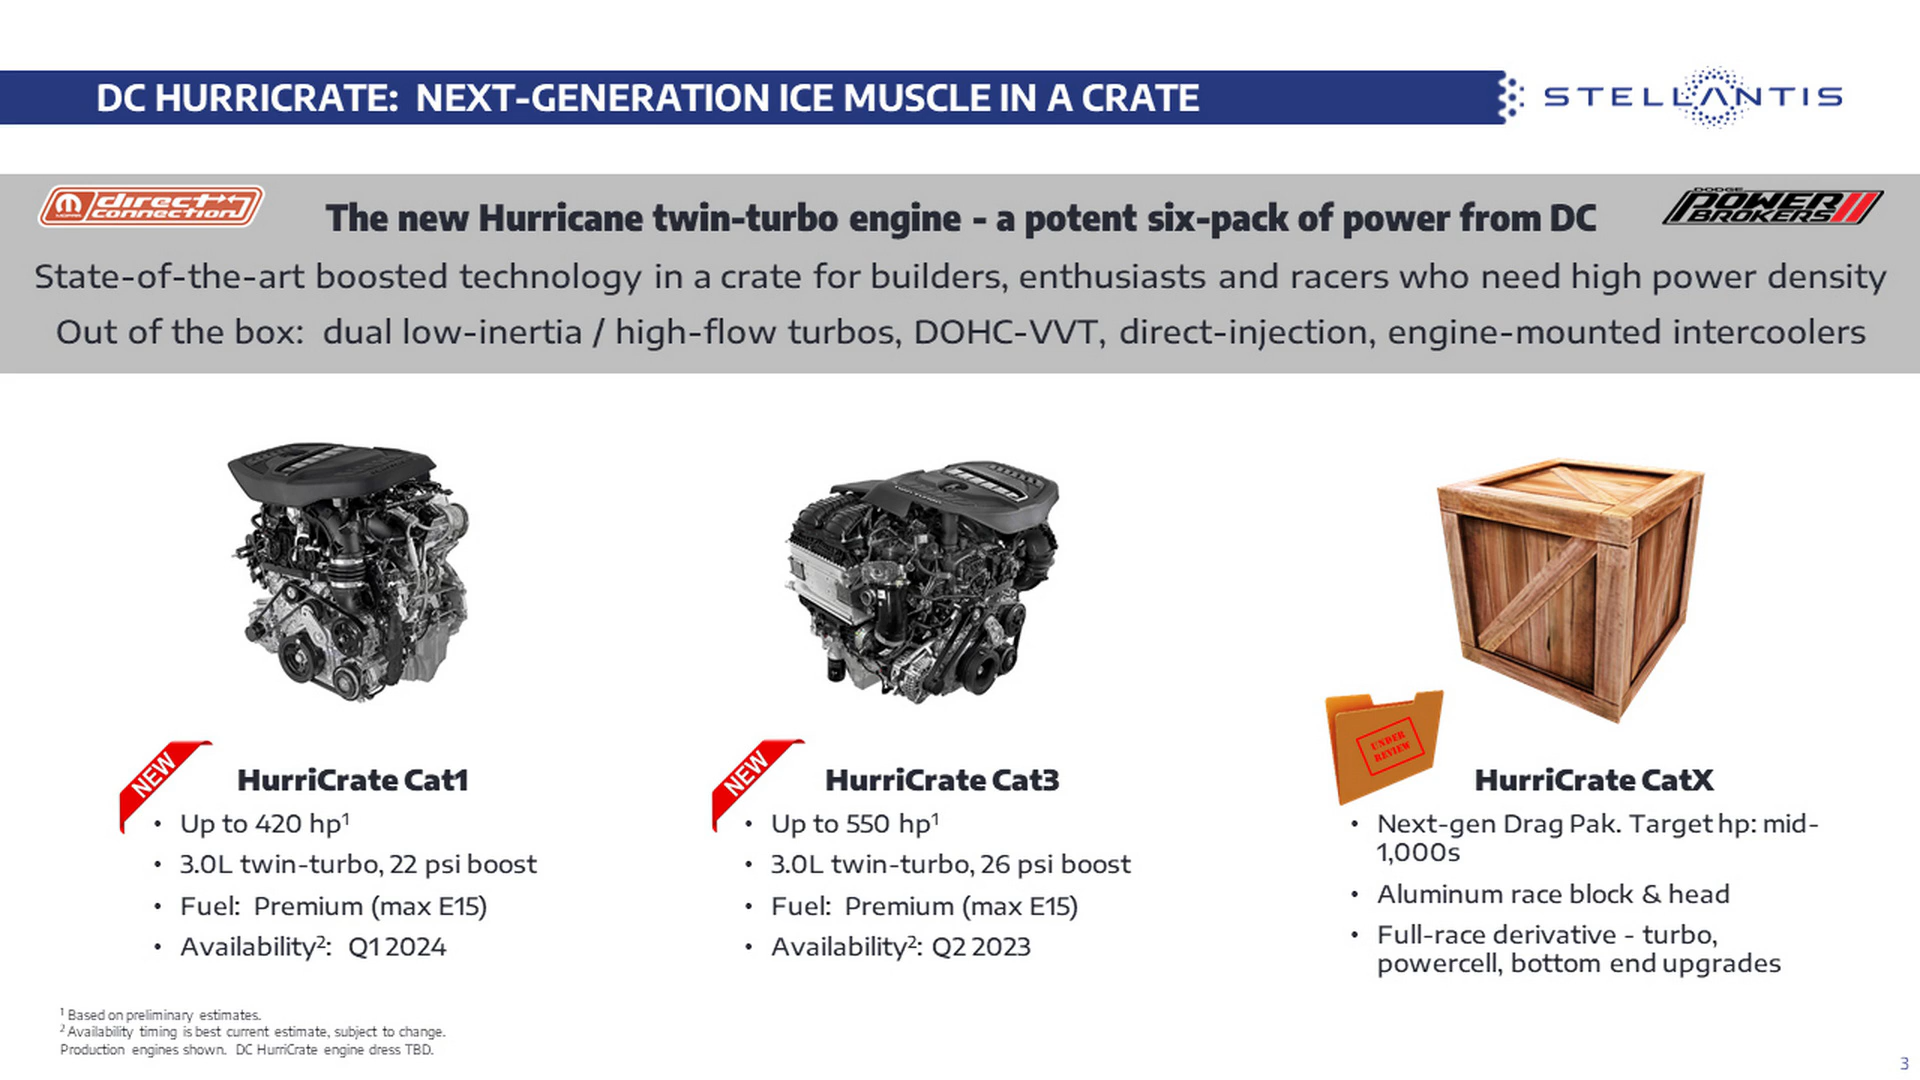 DC HURRICRATE: NEXT-GENERATION ICE MUSCLE IN A CRATE
STELLANTIS
MOPAR direct connection
The new Hurricane twin-turbo engine - a potent six-pack of power from DC
DODGE POWER BROKERS
State-of-the-art boosted technology in a crate for builders, enthusiasts and racers who need high power density
Out of the box: dual low-inertia / high-flow turbos, DOHC-VVT, direct-injection, engine-mounted intercoolers
NEW
HurriCrate Cat1
• Up to 420 hp¹
• 3.0L twin-turbo, 22 psi boost
• Fuel: Premium (max E15)
• Availability²: Q1 2024
NEW
HurriCrate Cat3
• Up to 550 hp¹
• 3.0L twin-turbo, 26 psi boost
• Fuel: Premium (max E15)
• Availability²: Q2 2023
UNDER
REVIEW
HurriCrate CatX
• Next-gen Drag Pak. Target hp: mid-
1,000s
• Aluminum race block & head
• Full-race derivative - turbo,
powercell, bottom end upgrades
¹ Based on preliminary estimates.
² Availability timing is best current estimate, subject to change.
Production engines shown. DC HurriCrate engine dress TBD.
3